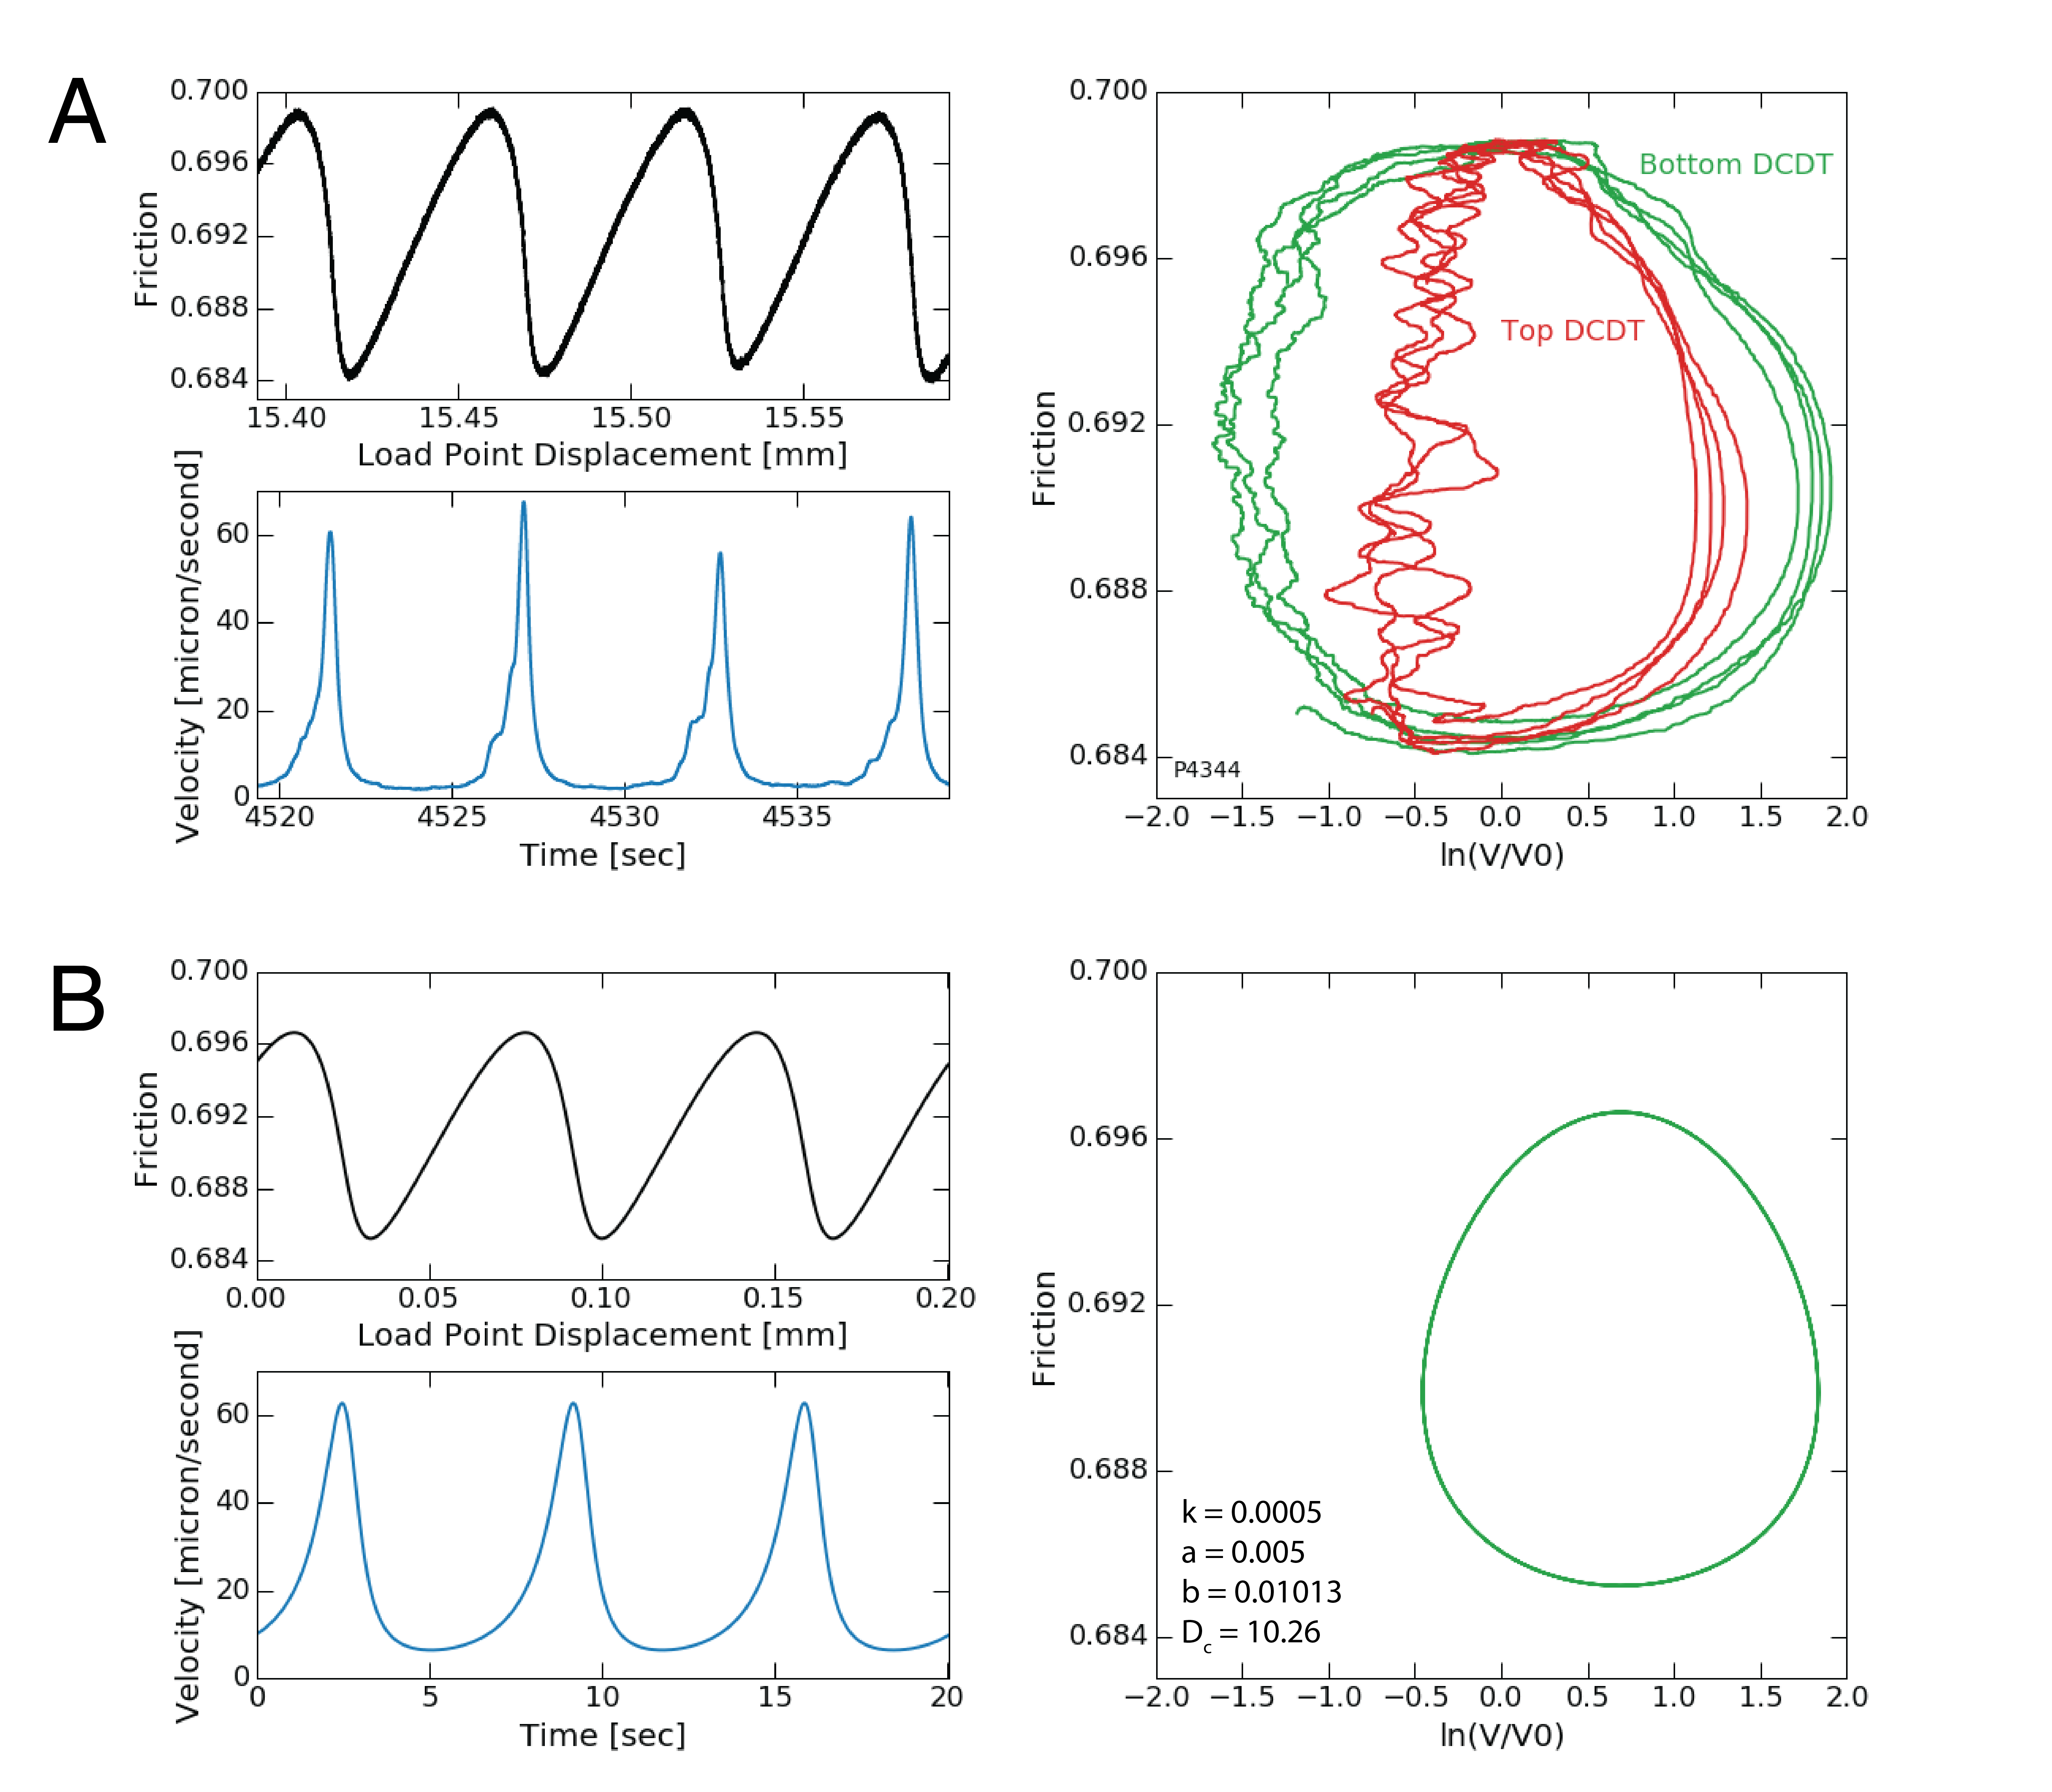 A
0.700
0.696
0.692
0.688
0.684
Friction
15.40 15.45 15.50 15.55
Load Point Displacement [mm]
60
40
20
0
Velocity [micron/second]
4520 4525 4530 4535
Time [sec]
0.700
0.696
0.692
0.688
0.684
Friction
Bottom DCDT
Top DCDT
P4344
−2.0 −1.5 −1.0 −0.5 0.0 0.5 1.0 1.5 2.0
ln(V/V0)
B
0.700
0.696
0.692
0.688
0.684
Friction
0.00 0.05 0.10 0.15 0.20
Load Point Displacement [mm]
60
40
20
0
Velocity [micron/second]
0 5 10 15 20
Time [sec]
0.700
0.696
0.692
0.688
0.684
Friction
k = 0.0005
a = 0.005
b = 0.01013
Dc = 10.26
−2.0 −1.5 −1.0 −0.5 0.0 0.5 1.0 1.5 2.0
ln(V/V0)